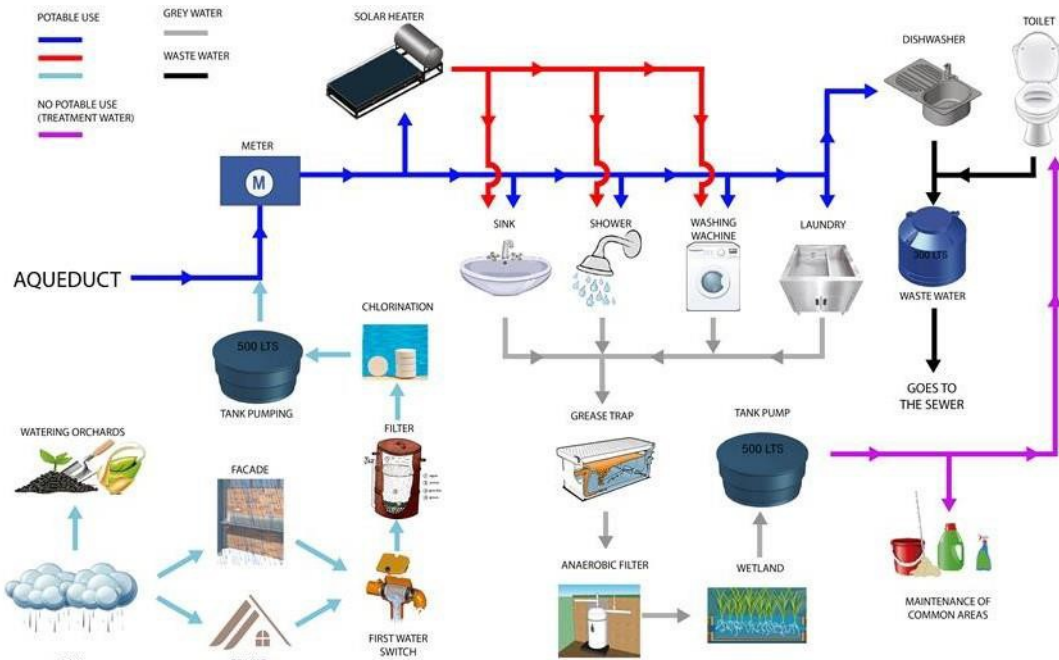 POTABLE USE
GREY WATER
WASTE WATER
NO POTABLE USE
(TREATMENT WATER)
SOLAR HEATER
DISHWASHER
TOILET
METER
M
AQUEDUCT
SINK
SHOWER
WASHING
WACHINE
LAUNDRY
300 LTS
WASTE WATER
GOES TO
THE SEWER
CHLORINATION
500 LTS
TANK PUMPING
WATERING ORCHARDS
FACADE
FILTER
FIRST WATER
SWITCH
GREASE TRAP
ANAEROBIC FILTER
TANK PUMP
500 LTS
WETLAND
MAINTENANCE OF
COMMON AREAS